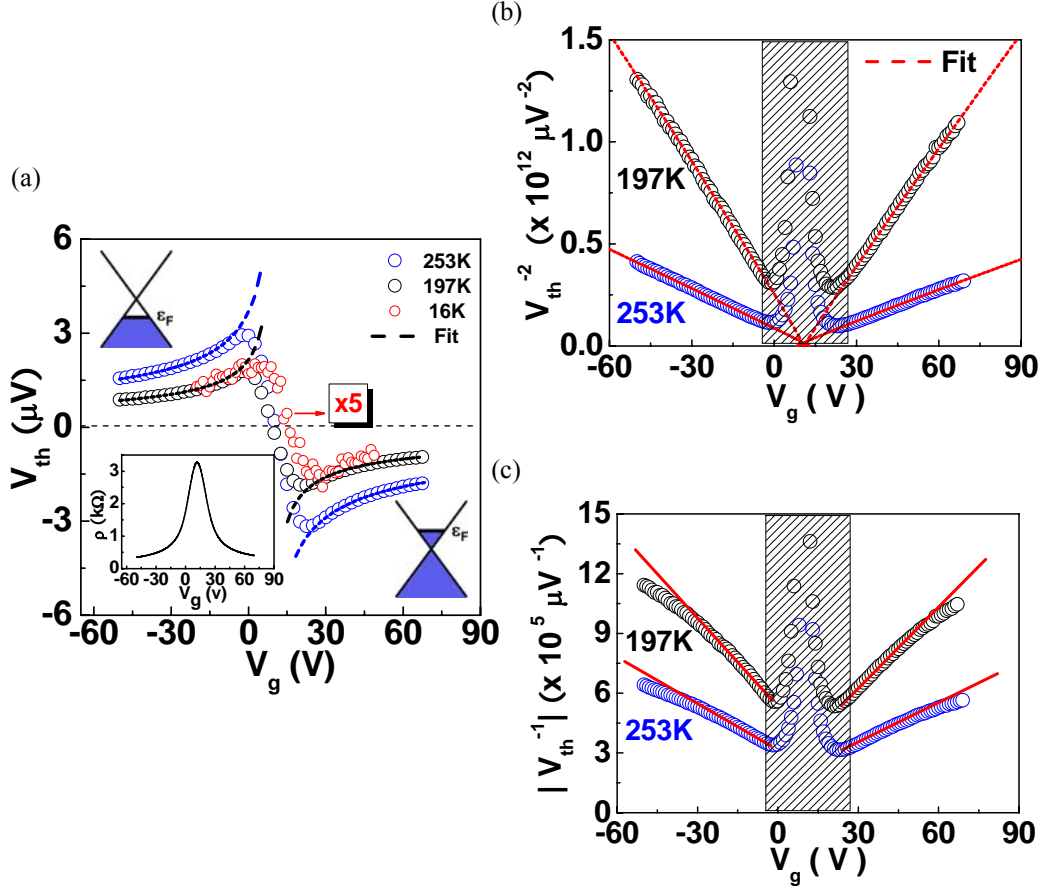 (a)
6
3
0
-3
-6
V_th (μV)
-60 -30 0 30 60
V_g (V)
ε_F
253K
197K
16K
Fit
x5
ε_F
3
2
1
0
ρ (kΩ)
-60 -30 0 30 60 90
V_g (v)
(b)
1.5
1.0
0.5
0.0
V_th^-2 (x 10^12 μV^-2)
Fit
197K
253K
-60 -30 0 30 60 90
V_g ( V )
(c)
15
12
9
6
3
0
| V_th^-1 | (x 10^5 μV^-1)
197K
253K
-60 -30 0 30 60 90
V_g ( V )